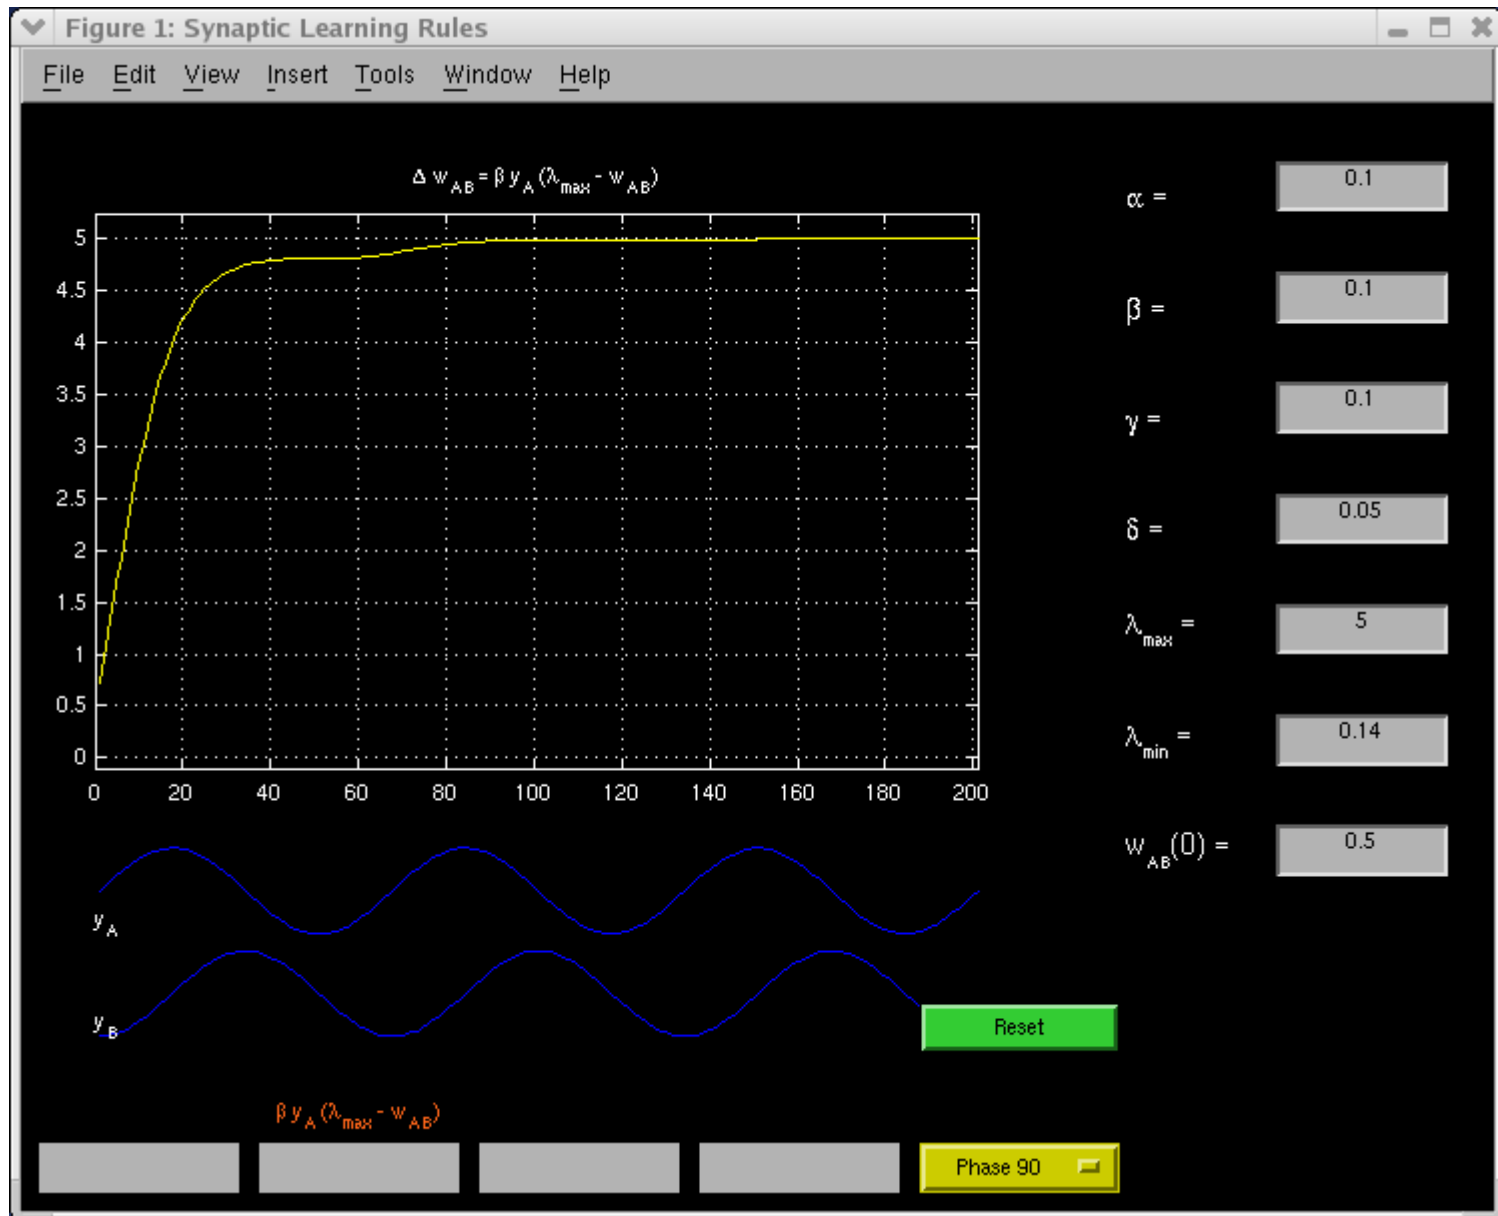 Figure 1: Synaptic Learning Rules
File Edit View Insert Tools Window Help
Δ w_AB = β y_A (λ_max - w_AB)
5
4.5
4
3.5
3
2.5
2
1.5
1
0.5
0
0 20 40 60 80 100 120 140 160 180 200
α = 0.1
β = 0.1
γ = 0.1
δ = 0.05
λ_max = 5
λ_min = 0.14
w_AB(0) = 0.5
y_A
y_B
Reset
β y_A (λ_max - w_AB)
Phase 90